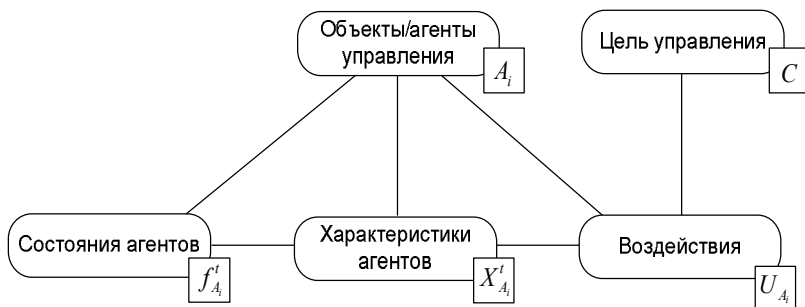 Объекты/агенты
управления
A_i
Цель управления
C
Состояния агентов
f^t_{A_i}
Характеристики
агентов
X^t_{A_i}
Воздействия
U_{A_i}